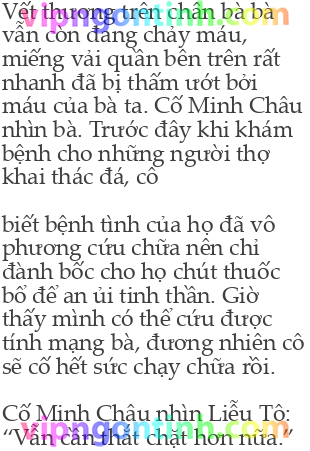 Vết thương trên chân bà bà
vẫn còn đang chảy máu,
miếng vải quần bên trên rất
nhanh đã bị thấm ướt bởi
máu của bà ta. Cố Minh Châu
nhìn bà. Trước đây khi khám
bệnh cho những người thợ
khai thác đá, cô
biết bệnh tình của họ đã vô
phương cứu chữa nên chỉ
đành bốc cho họ chút thuốc
bổ để an ủi tinh thần. Giờ
thấy mình có thể cứu được
tính mạng bà, đương nhiên cô
sẽ cố hết sức chạy chữa rồi.
Cố Minh Châu nhìn Liễu Tô:
“Vẫn cần thắt chặt hơn nữa.”
vipngontinh.com
vipngontinh.com